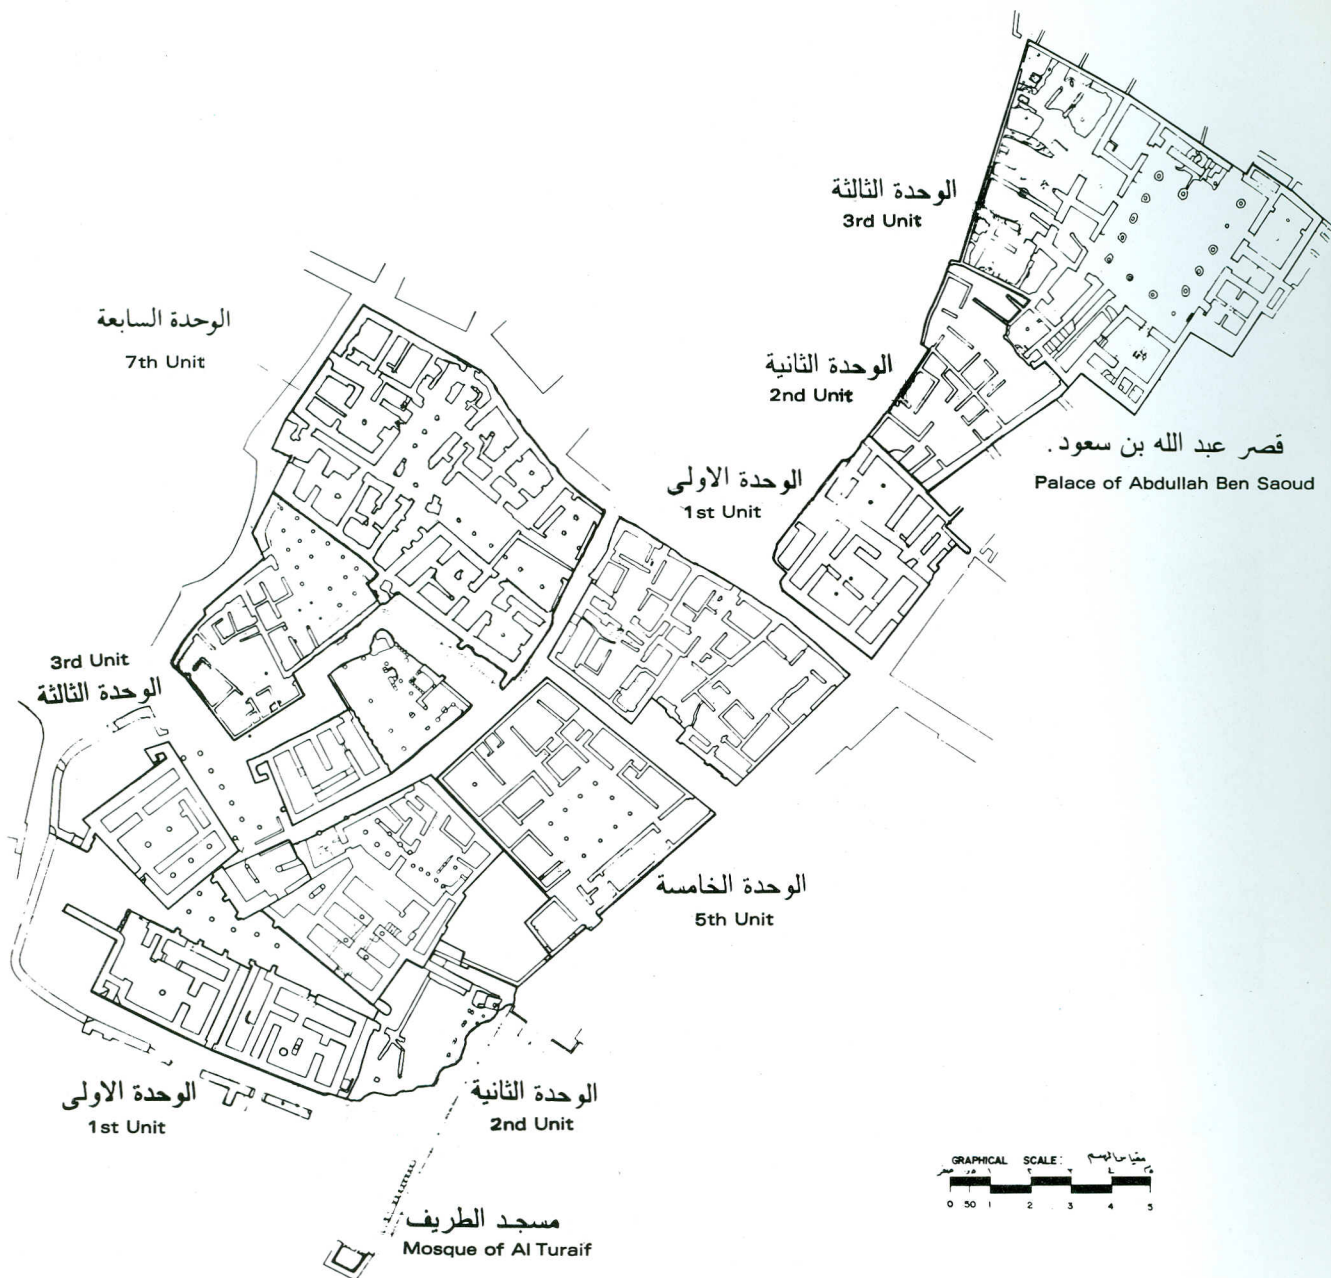 الوحدة الثالثة
3rd Unit
الوحدة السابعة
7th Unit
الوحدة الثانية
2nd Unit
قصر عبد الله بن سعود .
Palace of Abdullah Ben Saoud
الوحدة الاولى
1st Unit
3rd Unit
الوحدة الثالثة
الوحدة الخامسة
5th Unit
الوحدة الاولى
1st Unit
الوحدة الثانية
2nd Unit
مسجد الطريف
Mosque of Al Turaif
GRAPHICAL SCALE:
0 50 1 2 3 4 5